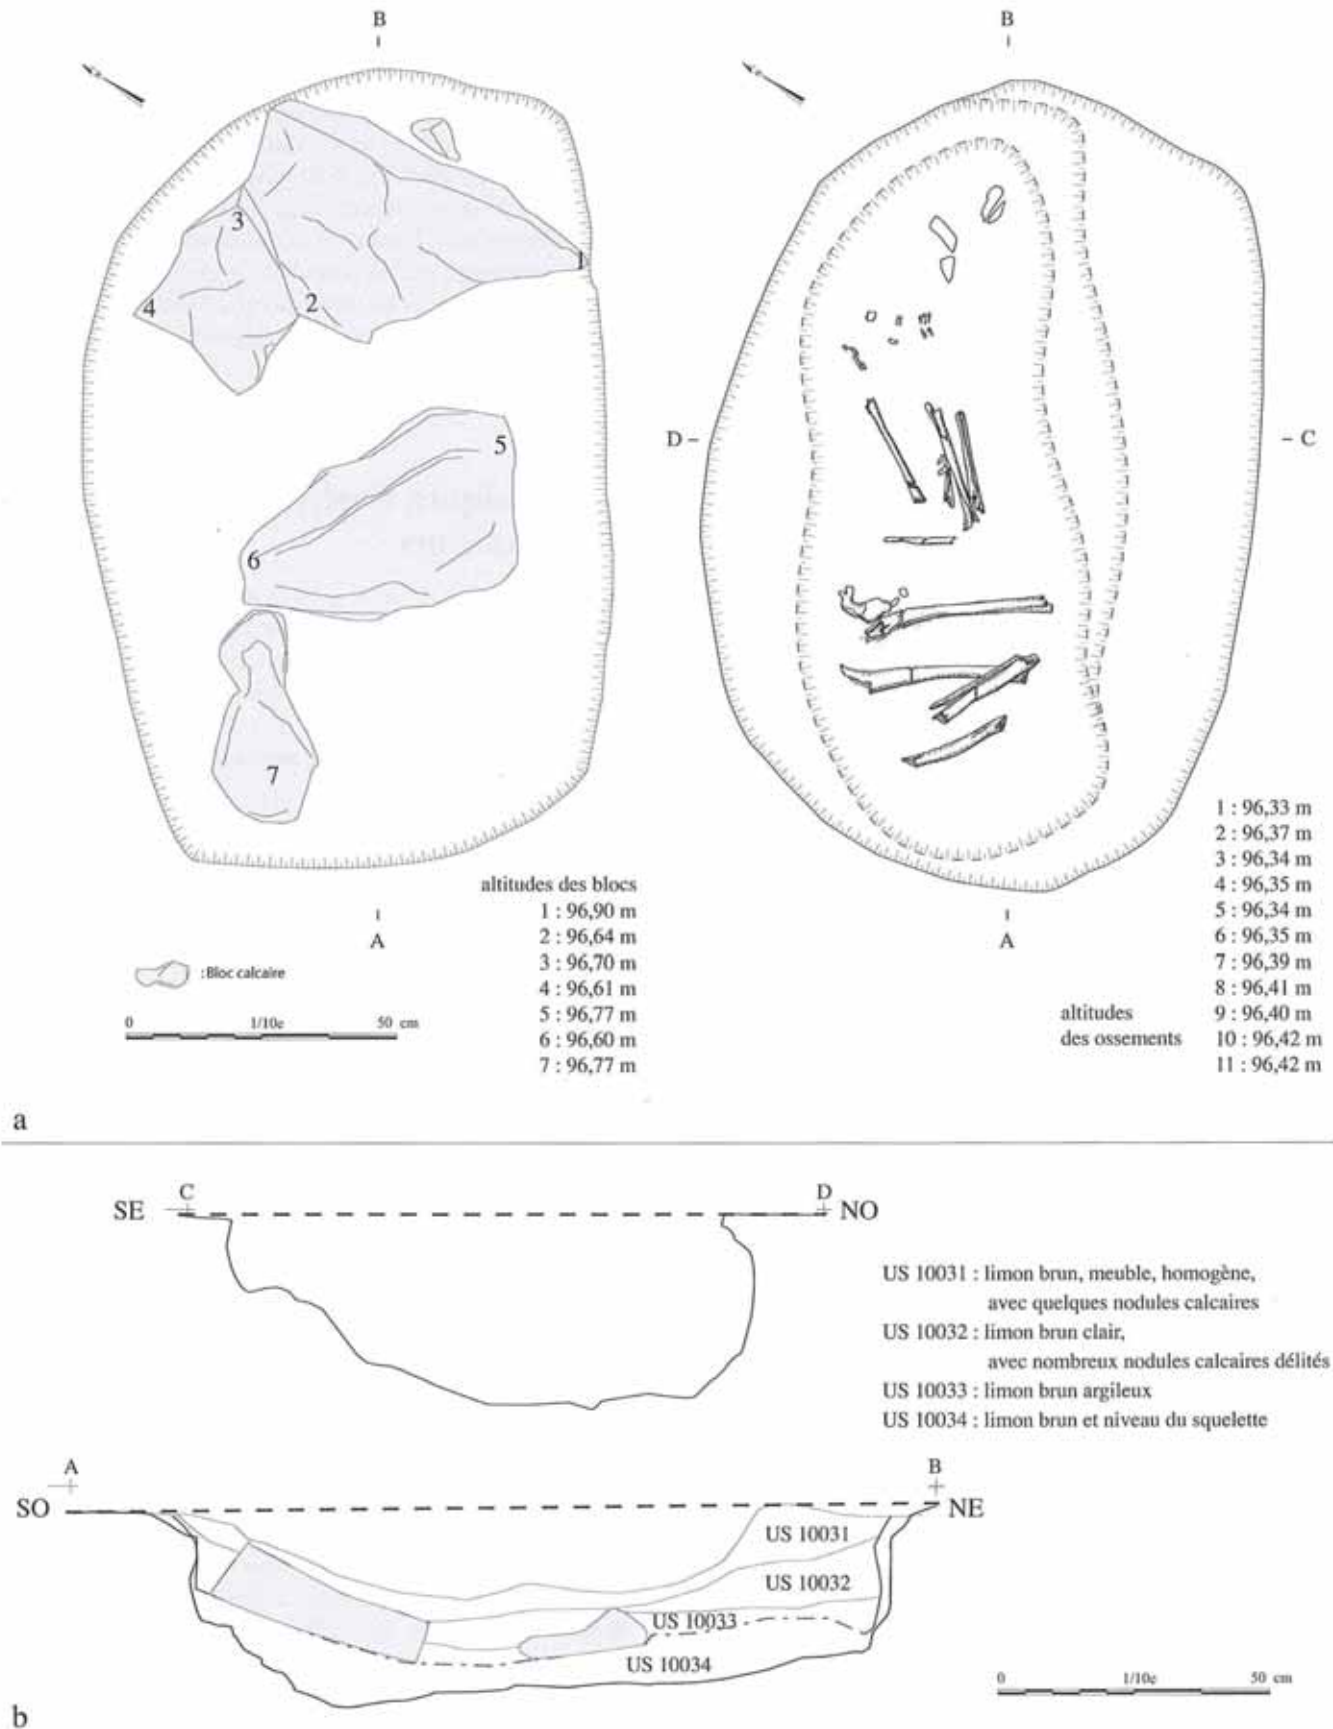 B
B
3
1
4
2
5
6
7
D –
– C
A
A
altitudes des blocs
1 : 96,90 m
2 : 96,64 m
3 : 96,70 m
4 : 96,61 m
5 : 96,77 m
6 : 96,60 m
7 : 96,77 m
: Bloc calcaire
0 1/10e 50 cm
1 : 96,33 m
2 : 96,37 m
3 : 96,34 m
4 : 96,35 m
5 : 96,34 m
6 : 96,35 m
7 : 96,39 m
8 : 96,41 m
9 : 96,40 m
10 : 96,42 m
11 : 96,42 m
altitudes
des ossements
a
C
D
SE
NO
US 10031 : limon brun, meuble, homogène,
avec quelques nodules calcaires
US 10032 : limon brun clair,
avec nombreux nodules calcaires délités
US 10033 : limon brun argileux
US 10034 : limon brun et niveau du squelette
A
B
SO
NE
US 10031
US 10032
US 10033
US 10034
0 1/10e 50 cm
b